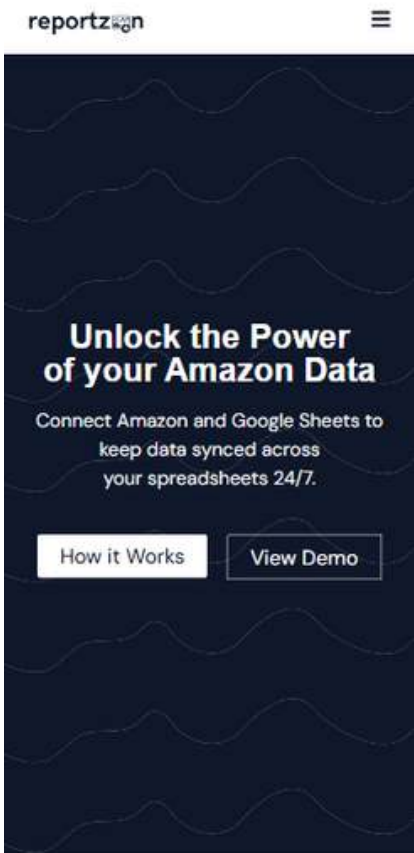 reportzon
Unlock the Power
of your Amazon Data
Connect Amazon and Google Sheets to
keep data synced across
your spreadsheets 24/7.
How it Works
View Demo